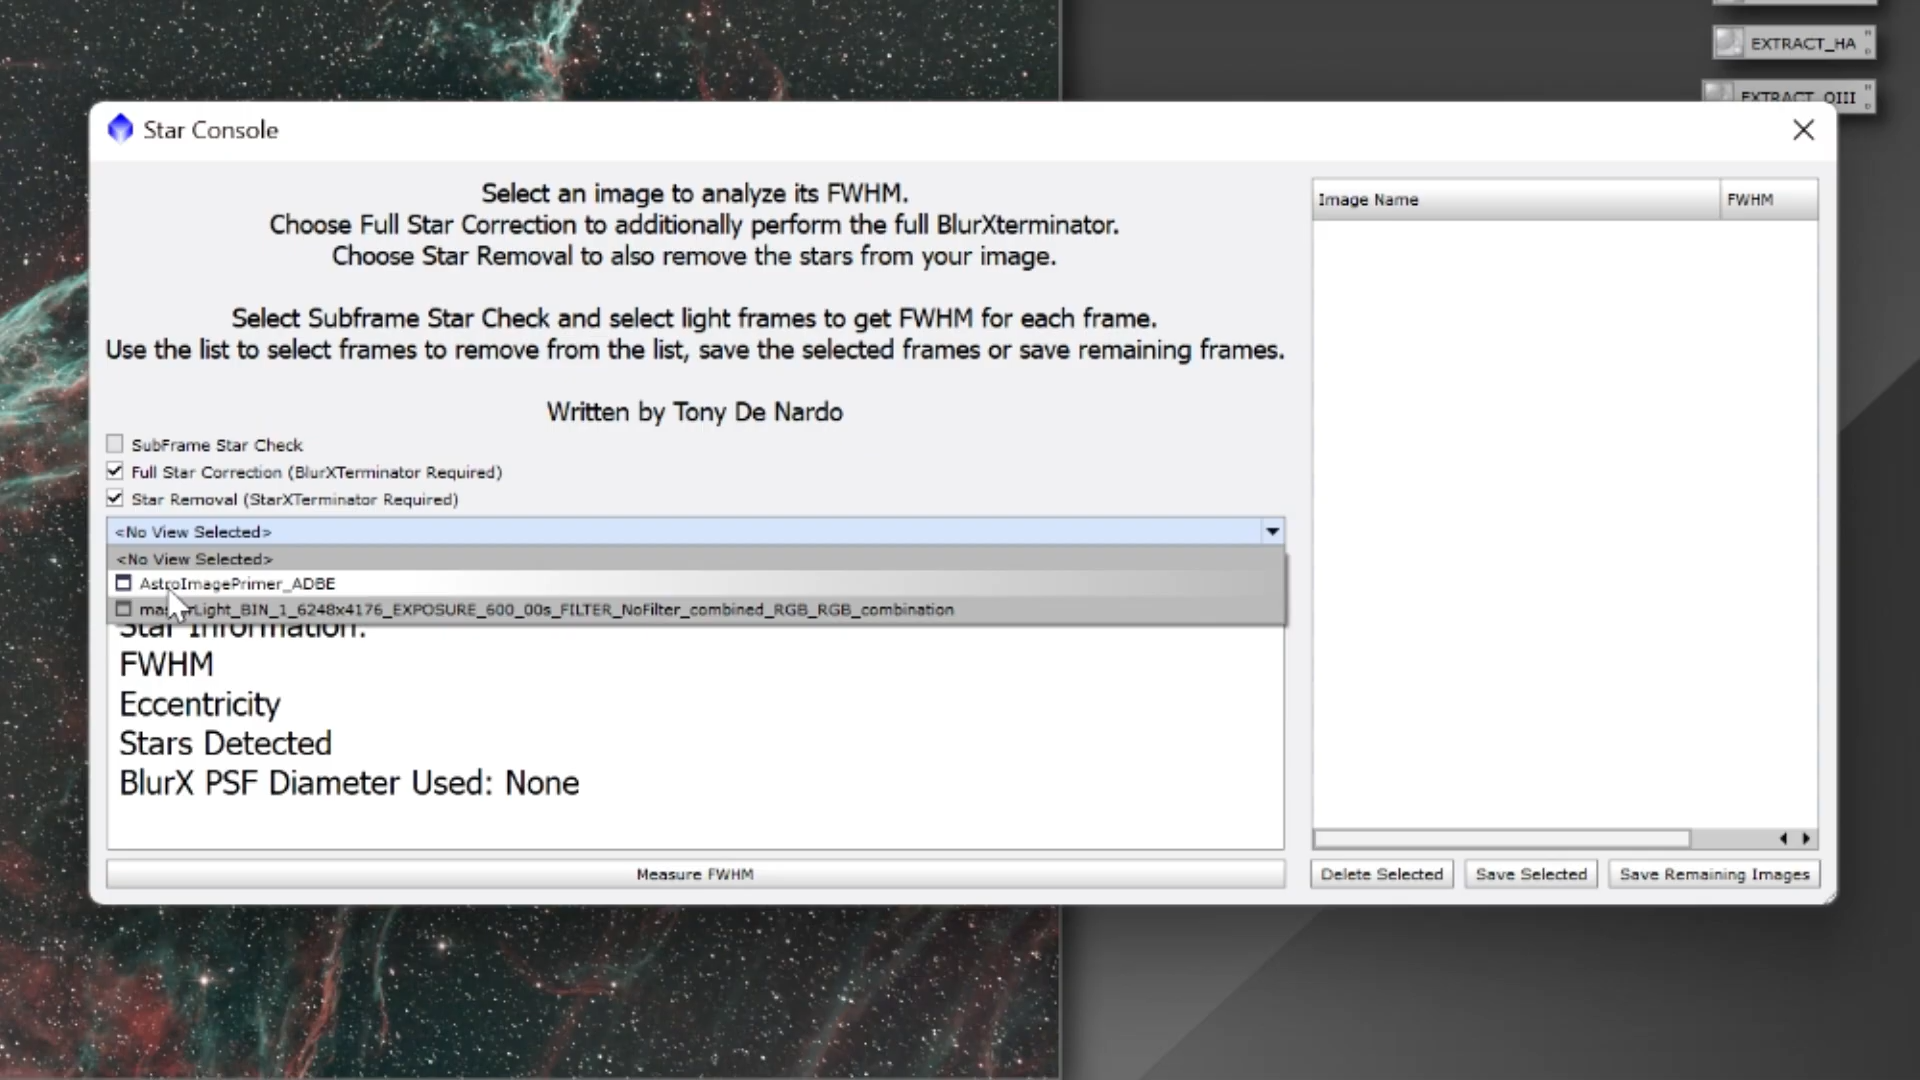 EXTRACT_HA
EXTRACT_OIII
Star Console
Select an image to analyze its FWHM.
Choose Full Star Correction to additionally perform the full BlurXterminator.
Choose Star Removal to also remove the stars from your image.
Select Subframe Star Check and select light frames to get FWHM for each frame.
Use the list to select frames to remove from the list, save the selected frames or save remaining frames.
Written by Tony De Nardo
SubFrame Star Check
Full Star Correction (BlurXTerminator Required)
Star Removal (StarXTerminator Required)
<No View Selected>
<No View Selected>
AstroImagePrimer_ADBE
masterLight_BIN_1_6248x4176_EXPOSURE_600_00s_FILTER_NoFilter_combined_RGB_RGB_combination
Star Information:
FWHM
Eccentricity
Stars Detected
BlurX PSF Diameter Used: None
Measure FWHM
Image Name FWHM
Delete Selected Save Selected Save Remaining Images